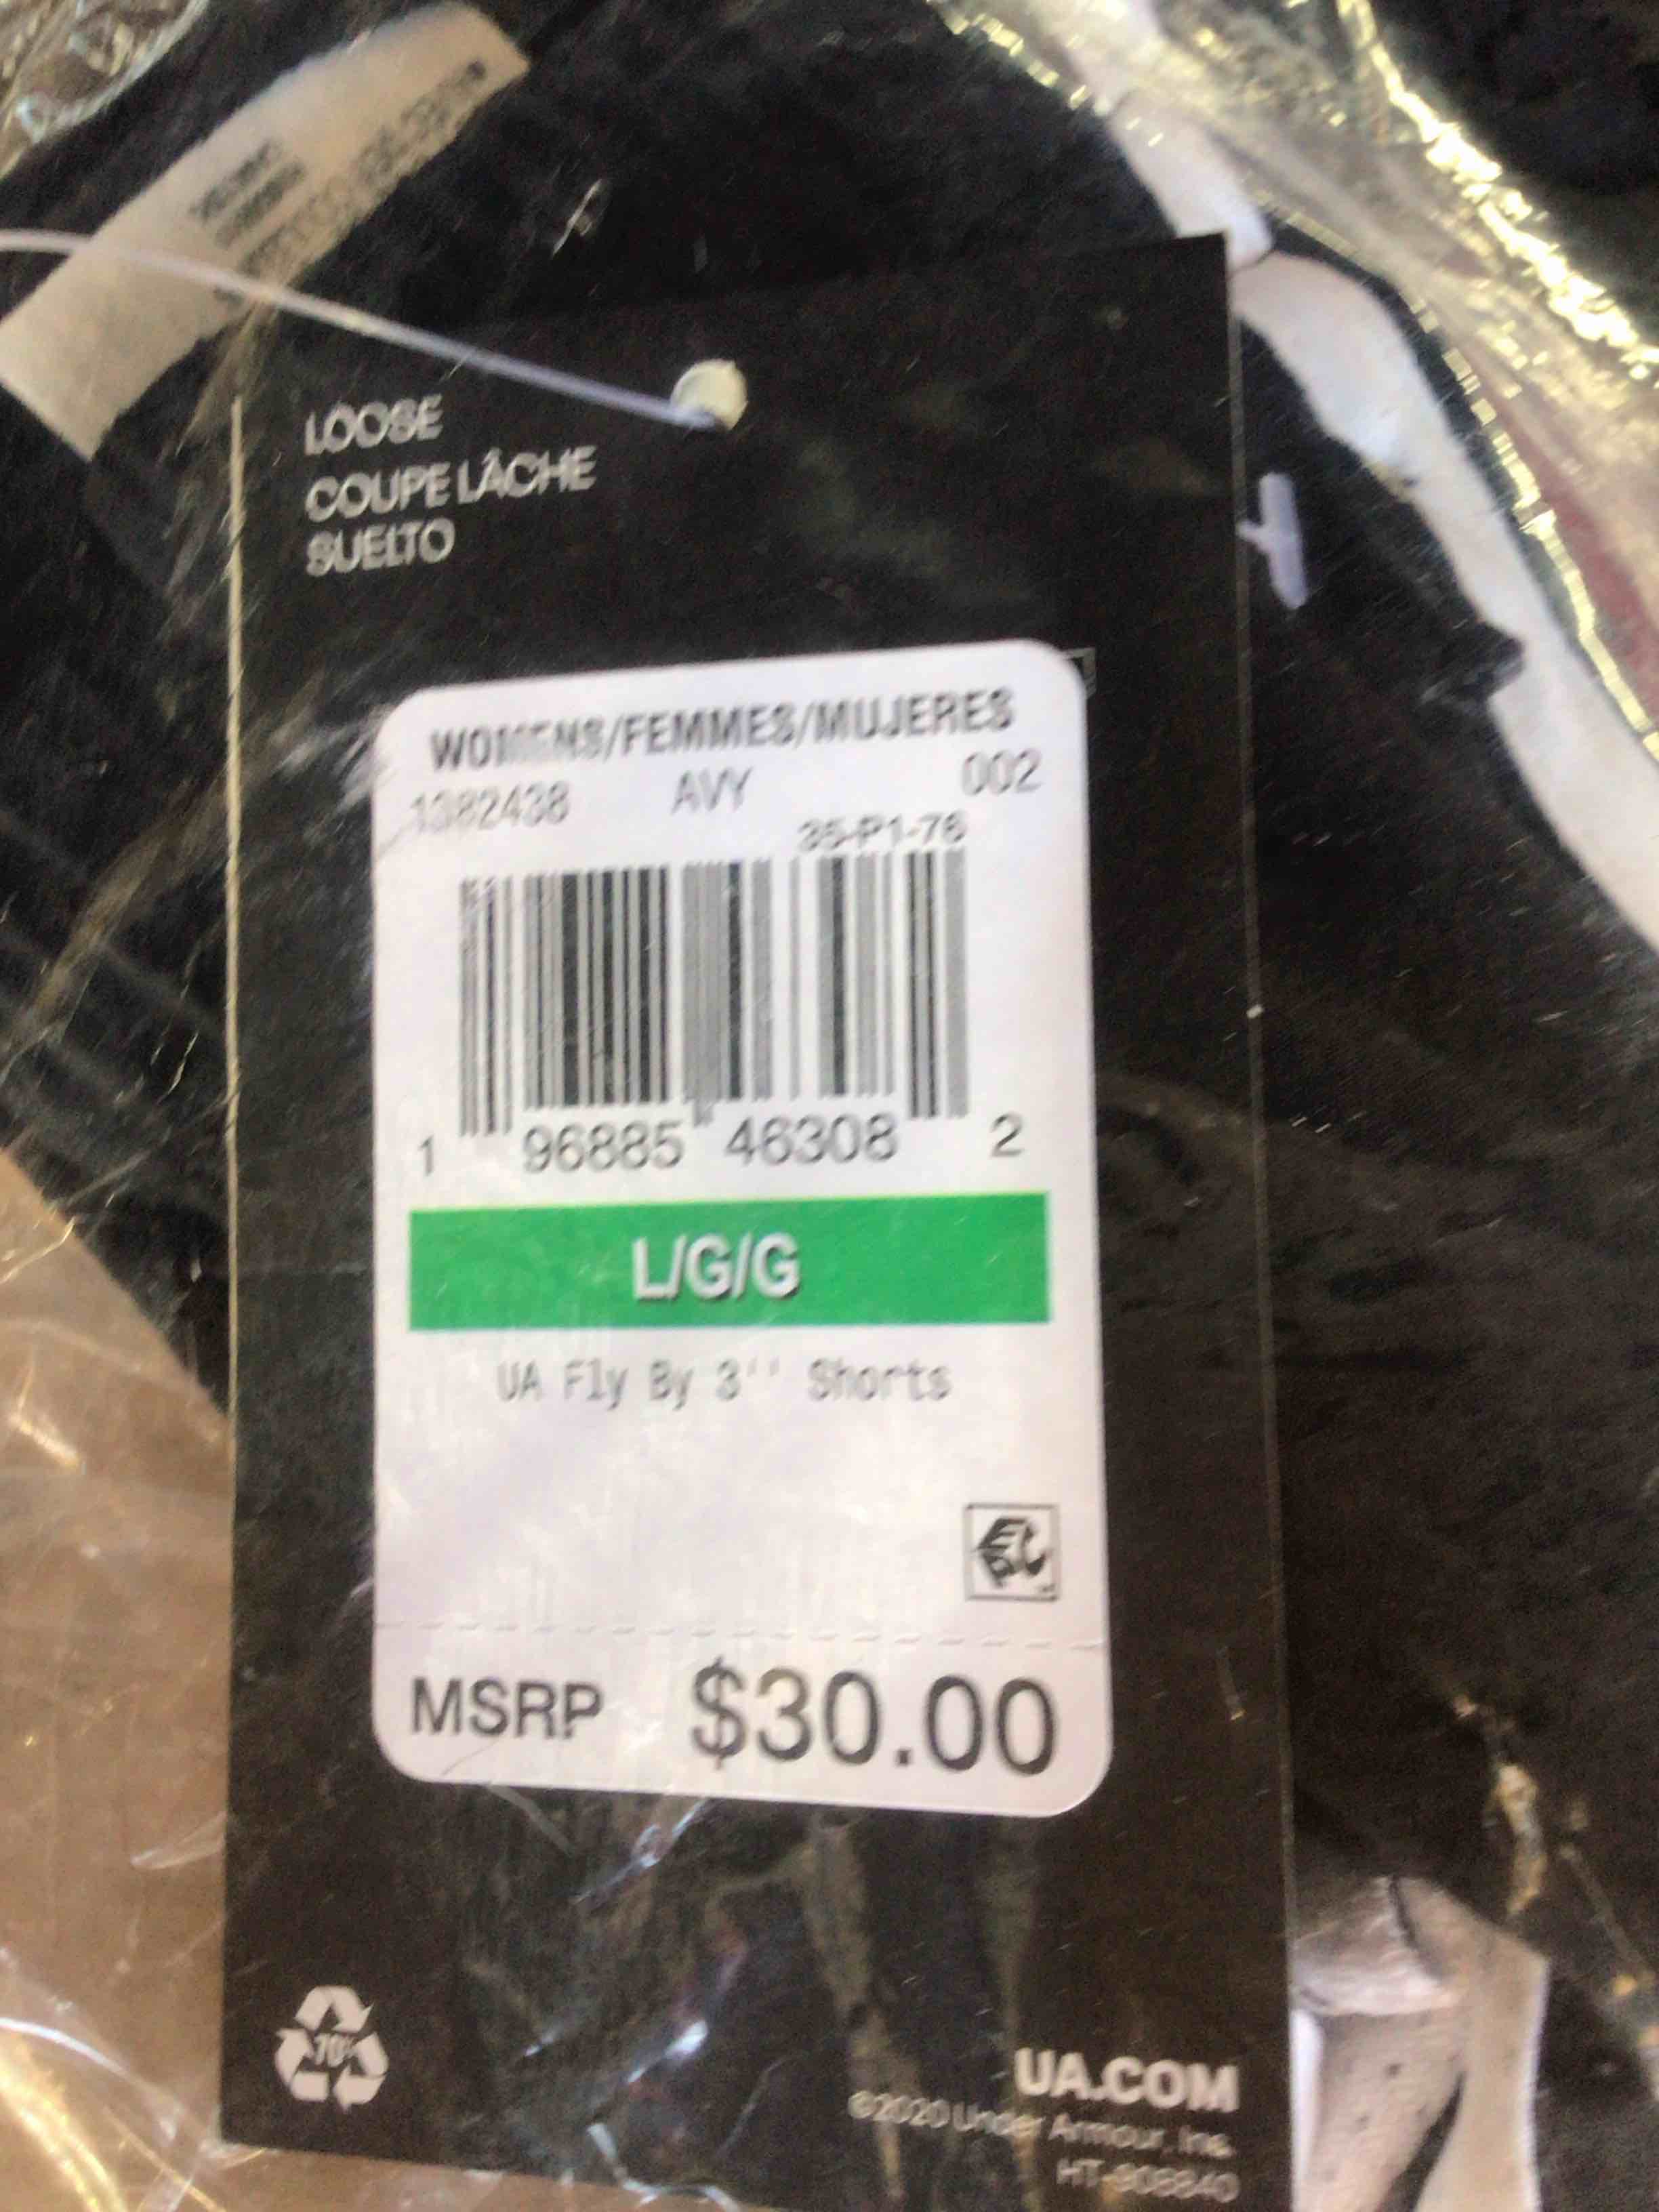 LOOSE
COUPE LÂCHE
SUELTO
WOMENS/FEMMES/MUJERES
1382438 AVY 002
35-P1-76
1 96885 46308 2
L/G/G
UA Fly By 3'' Shorts
MSRP $30.00
UA.COM
©2020 Under Armour, Inc.